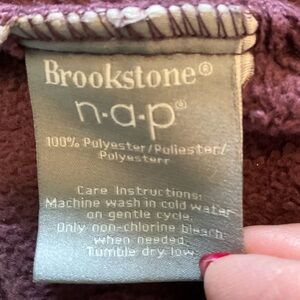 Brookstone®
n·a·p®
100% Polyester/Poliester/
Polyesterr
Care Instructions:
Machine wash in cold water
on gentle cycle.
Only non-chlorine bleach
when needed.
Tumble dry low.